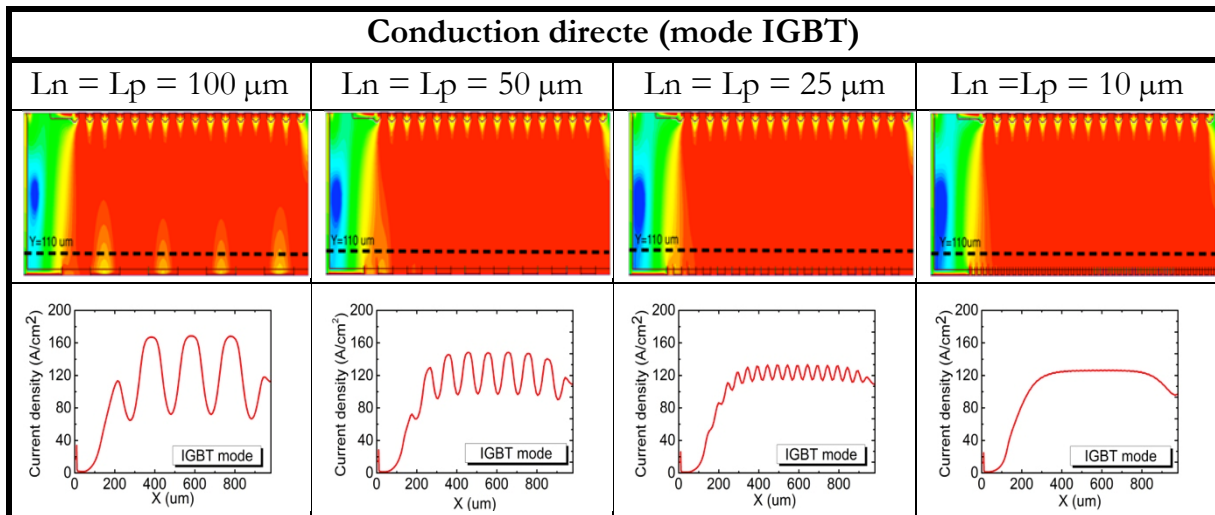 Conduction directe (mode IGBT)
Ln = Lp = 100 μm
Ln = Lp = 50 μm
Ln = Lp = 25 μm
Ln =Lp = 10 μm
Y=110 um
Y=110 um
Y=110 um
Y=110um
Current density (A/cm²)
200
160
120
80
40
0
IGBT mode
0 200 400 600 800
X (um)
Current density (A/cm²)
200
160
120
80
40
0
IGBT mode
0 200 400 600 800
X (um)
Current density (A/cm²)
200
160
120
80
40
0
IGBT mode
0 200 400 600 800
X (um)
Current density (A/cm²)
200
160
120
80
40
0
IGBT mode
0 200 400 600 800
X (um)